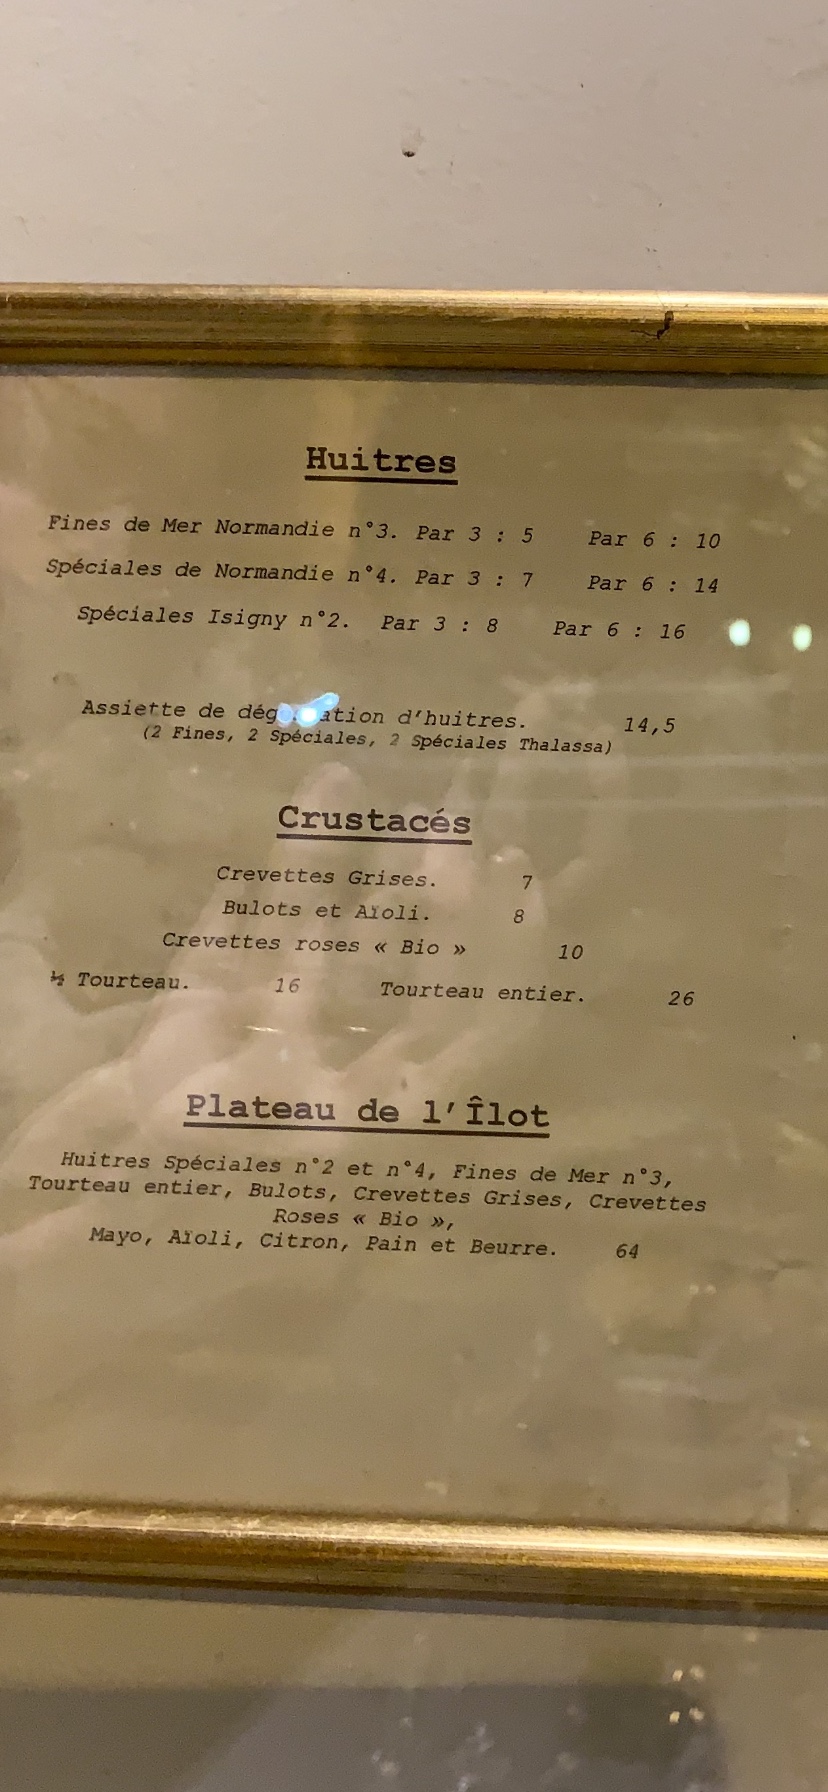 Huitres
Fines de Mer Normandie n°3. Par 3 : 5 Par 6 : 10
Spéciales de Normandie n°4. Par 3 : 7 Par 6 : 14
Spéciales Isigny n°2. Par 3 : 8 Par 6 : 16
Assiette de dégustation d'huitres. 14,5
(2 Fines, 2 Spéciales, 2 Spéciales Thalassa)
Crustacés
Crevettes Grises. 7
Bulots et Aïoli. 8
Crevettes roses « Bio » 10
½ Tourteau. 16 Tourteau entier. 26
Plateau de l'Îlot
Huitres Spéciales n°2 et n°4, Fines de Mer n°3,
Tourteau entier, Bulots, Crevettes Grises, Crevettes
Roses « Bio »,
Mayo, Aïoli, Citron, Pain et Beurre. 64